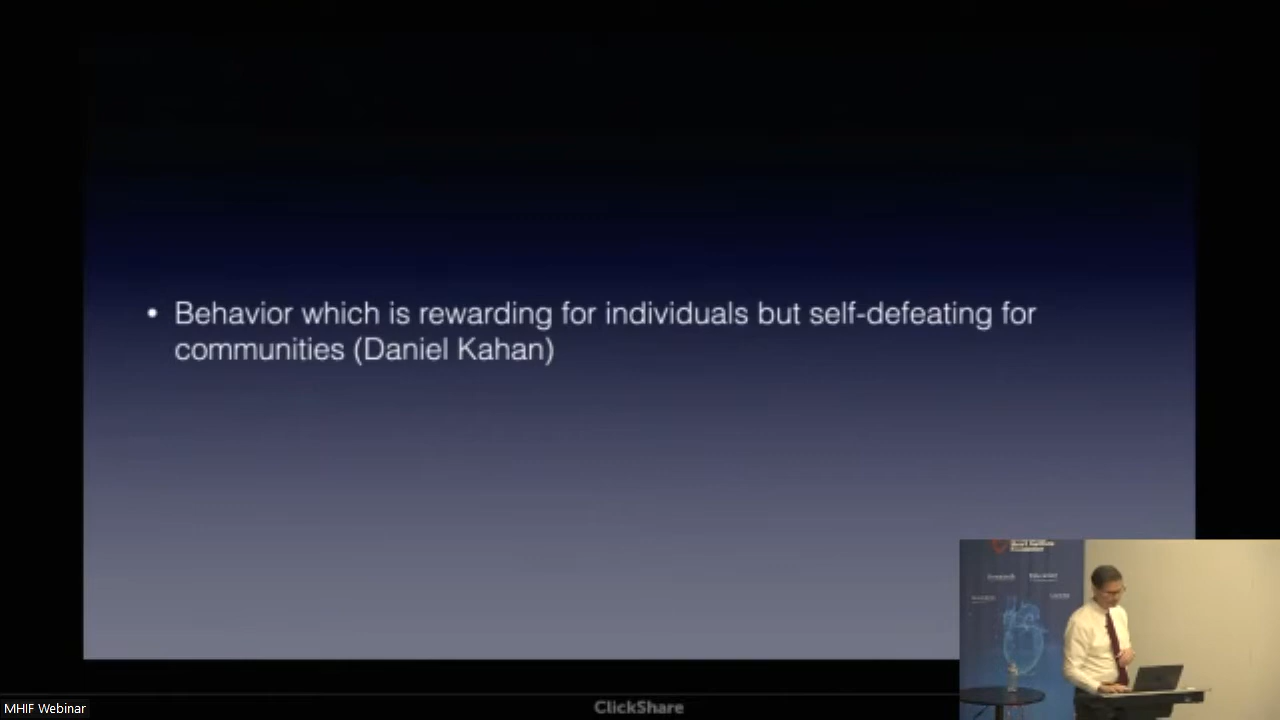 • Behavior which is rewarding for individuals but self-defeating for
communities (Daniel Kahan)
MHIF Webinar
ClickShare